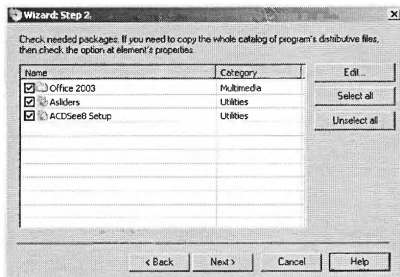 Wizard: Step 2.
Check needed packages. If you need to copy the whole catalog of program's distributive files,
then check the option at element's properties.
Name Category
Office 2003 Multimedia
Asliders Utilities
ACDSee8 Setup Utilities
Edit...
Select all
Unselect all
< Back Next > Cancel Help